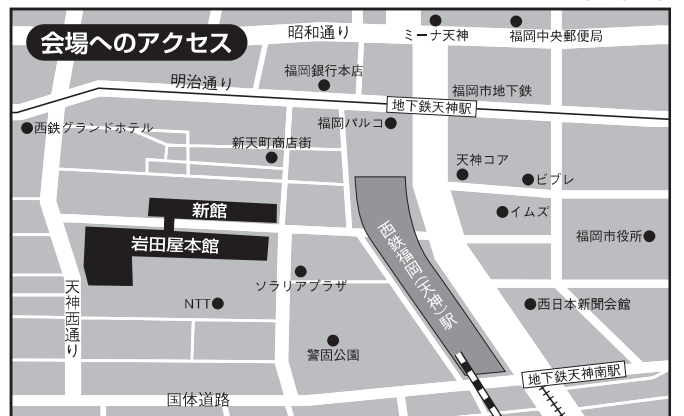 会場へのアクセス
昭和通り
ミーナ天神
福岡中央郵便局
福岡銀行本店
明治通り
福岡市地下鉄
地下鉄天神駅
西鉄グランドホテル
福岡パルコ
新天町商店街
天神コア
ビブレ
新館
イムズ
岩田屋本館
福岡市役所
西鉄福岡(天神)駅
ソラリアプラザ
天神西通り
NTT
西日本新聞会館
警固公園
地下鉄天神南駅
国体道路